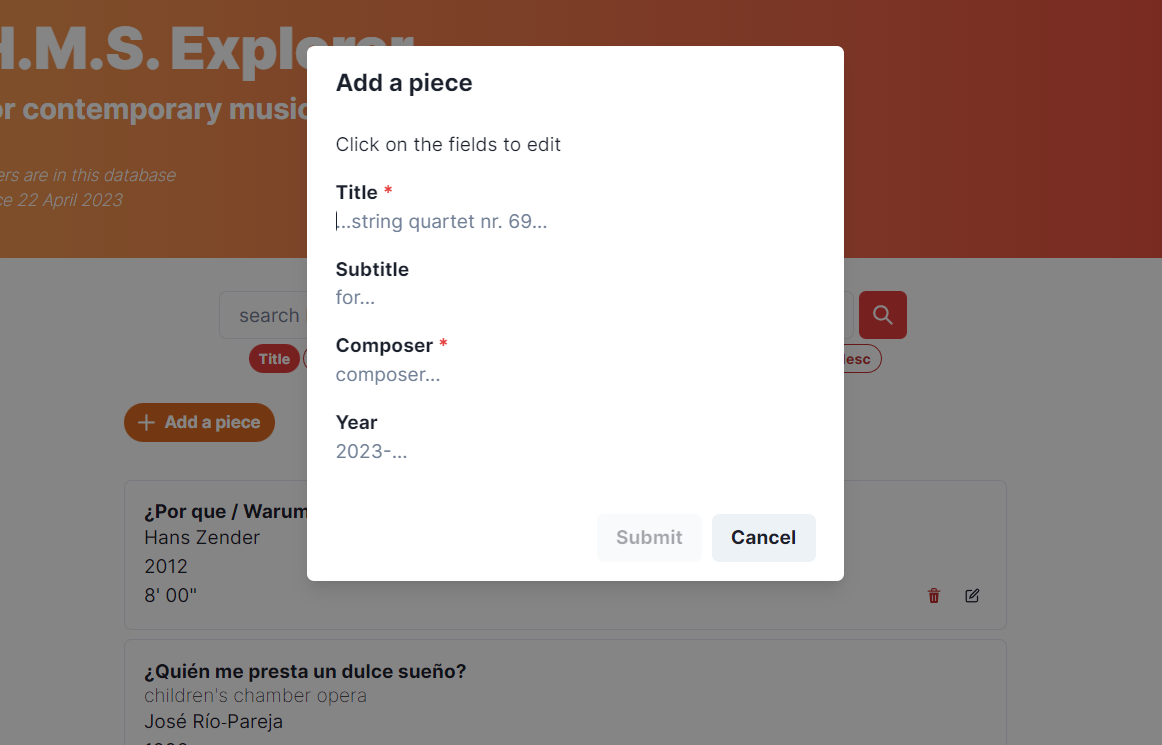 H.M.S. Explorer
or contemporary music
ers are in this database
ce 22 April 2023
Add a piece
Click on the fields to edit
Title *
...string quartet nr. 69...
Subtitle
for...
Composer *
composer...
Year
2023-...
Submit
Cancel
search
Title
desc
Add a piece
¿Por que / Warum
Hans Zender
2012
8' 00"
¿Quién me presta un dulce sueño?
children's chamber opera
José Río-Pareja